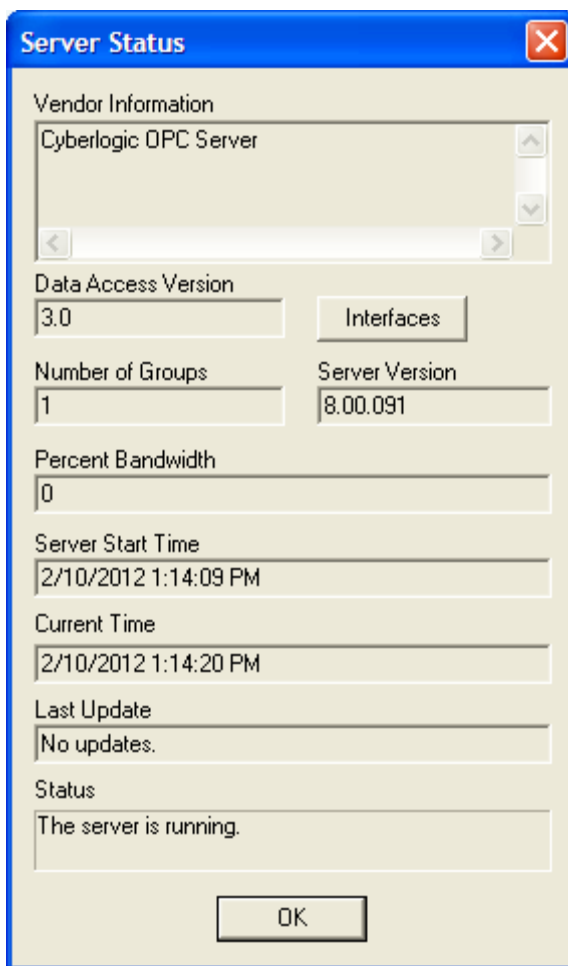 Server Status
Vendor Information
Cyberlogic OPC Server
Data Access Version
3.0
Interfaces
Number of Groups
Server Version
1
8.00.091
Percent Bandwidth
0
Server Start Time
2/10/2012 1:14:09 PM
Current Time
2/10/2012 1:14:20 PM
Last Update
No updates.
Status
The server is running.
OK